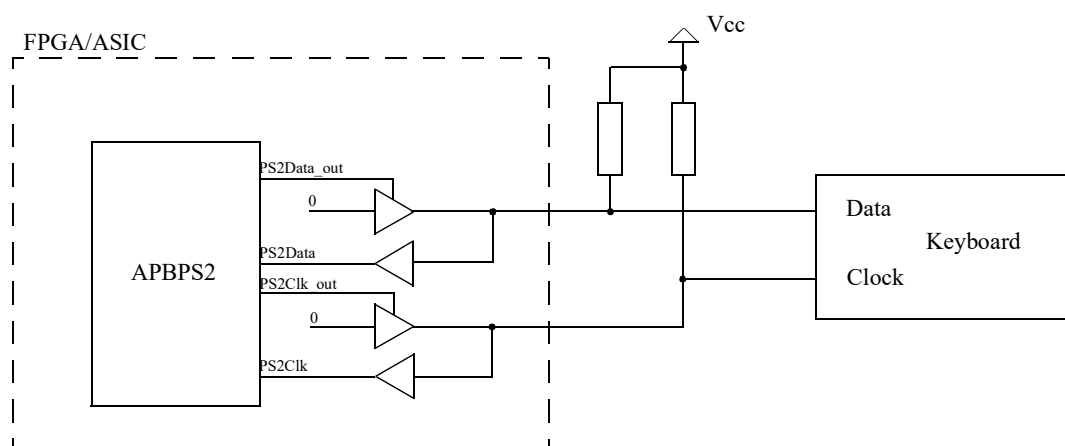 Vcc
FPGA/ASIC
PS2Data_out
0
PS2Data
APBPS2
PS2Clk_out
0
PS2Clk
Data
Keyboard
Clock